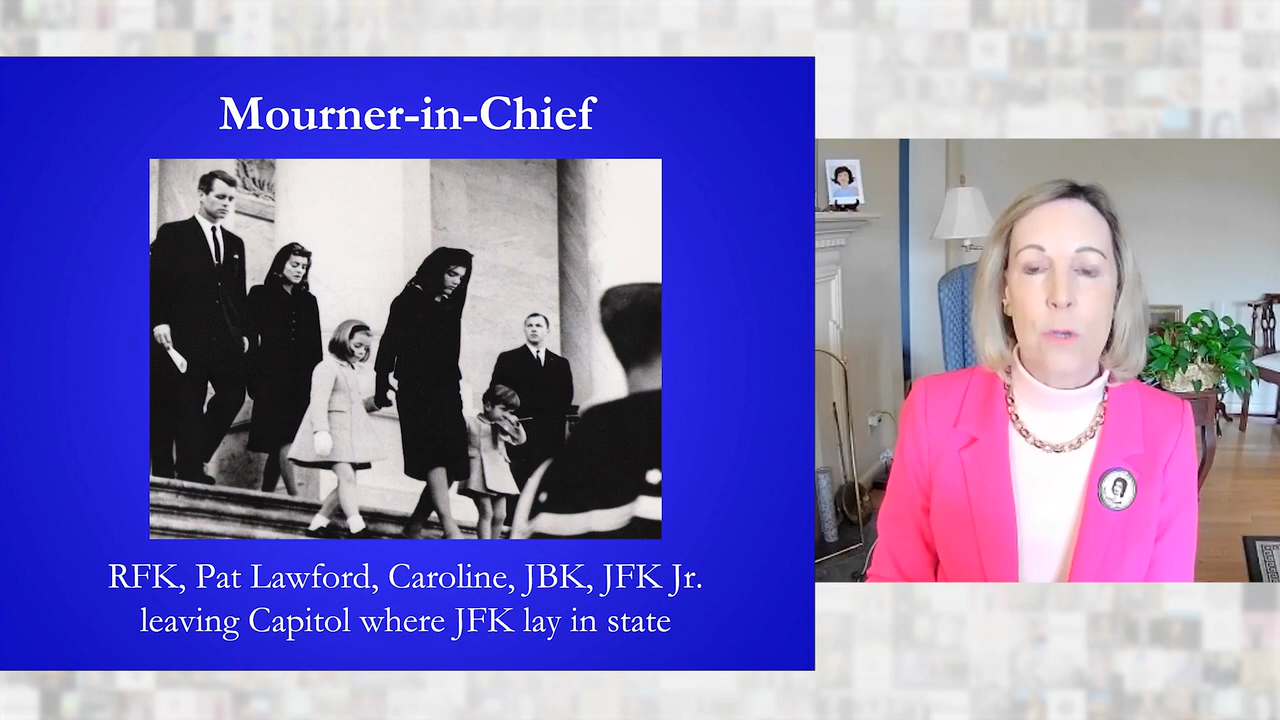 Mourner-in-Chief
RFK, Pat Lawford, Caroline, JBK, JFK Jr.
leaving Capitol where JFK lay in state